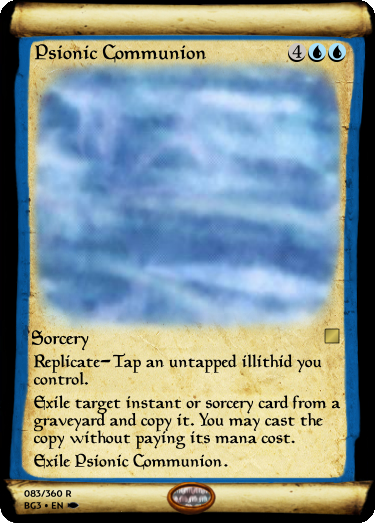 Psionic Communion 4
Sorcery
Replicate—Tap an untapped illithid you
control.
Exile target instant or sorcery card from a
graveyard and copy it. You may cast the
copy without paying its mana cost.
Exile Psionic Communion.
083/360 R
BG3 • EN